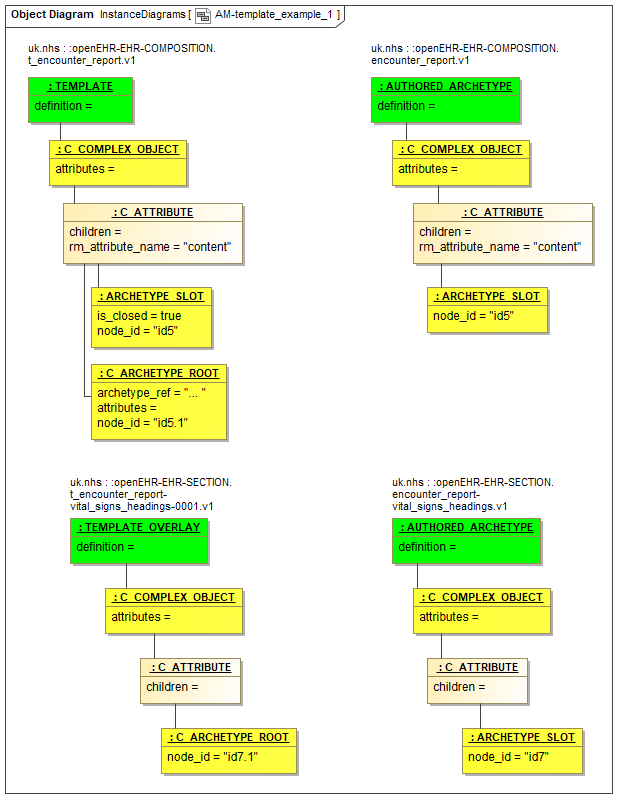 Object Diagram InstanceDiagrams [ AM-template_example_1 ]
uk.nhs : :openEHR-EHR-COMPOSITION.
t_encounter_report.v1
: TEMPLATE
definition =
: C_COMPLEX_OBJECT
attributes =
: C_ATTRIBUTE
children =
rm_attribute_name = "content"
: ARCHETYPE_SLOT
is_closed = true
node_id = "id5"
: C_ARCHETYPE_ROOT
archetype_ref = "... "
attributes =
node_id = "id5.1"
uk.nhs : :openEHR-EHR-COMPOSITION.
encounter_report.v1
: AUTHORED_ARCHETYPE
definition =
: C_COMPLEX_OBJECT
attributes =
: C_ATTRIBUTE
children =
rm_attribute_name = "content"
: ARCHETYPE_SLOT
node_id = "id5"
uk.nhs : :openEHR-EHR-SECTION.
t_encounter_report-
vital_signs_headings-0001.v1
: TEMPLATE_OVERLAY
definition =
: C_COMPLEX_OBJECT
attributes =
: C_ATTRIBUTE
children =
: C_ARCHETYPE_ROOT
node_id = "id7.1"
uk.nhs : :openEHR-EHR-SECTION.
encounter_report-
vital_signs_headings.v1
: AUTHORED_ARCHETYPE
definition =
: C_COMPLEX_OBJECT
attributes =
: C_ATTRIBUTE
children =
: ARCHETYPE_SLOT
node_id = "id7"